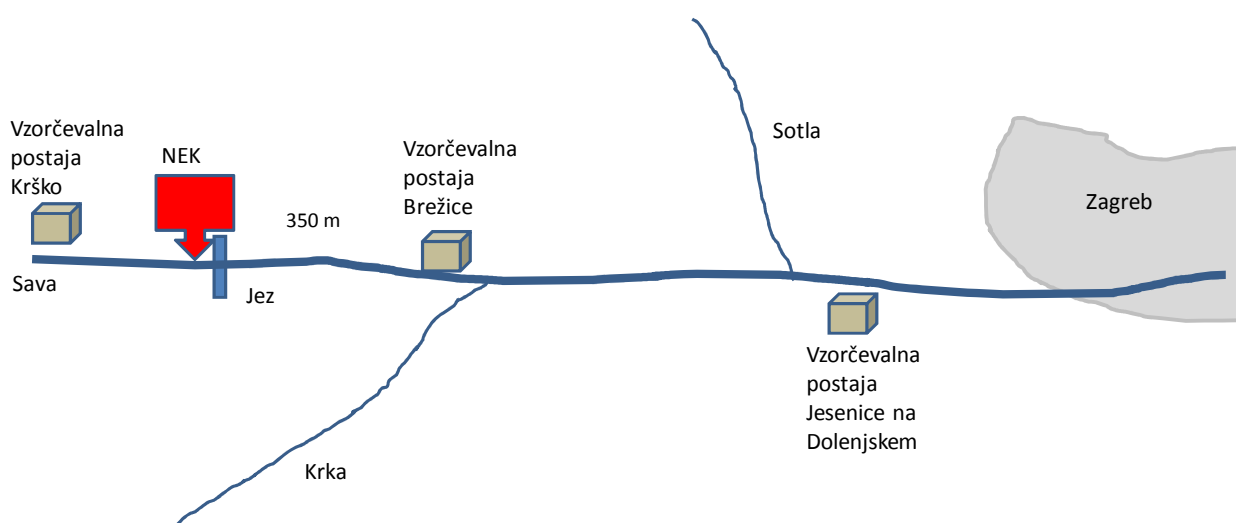 Vzorčevalna
postaja
Krško
NEK
350 m
Vzorčevalna
postaja
Brežice
Sotla
Zagreb
Sava
Jez
Vzorčevalna
postaja
Jesenice na
Dolenjskem
Krka